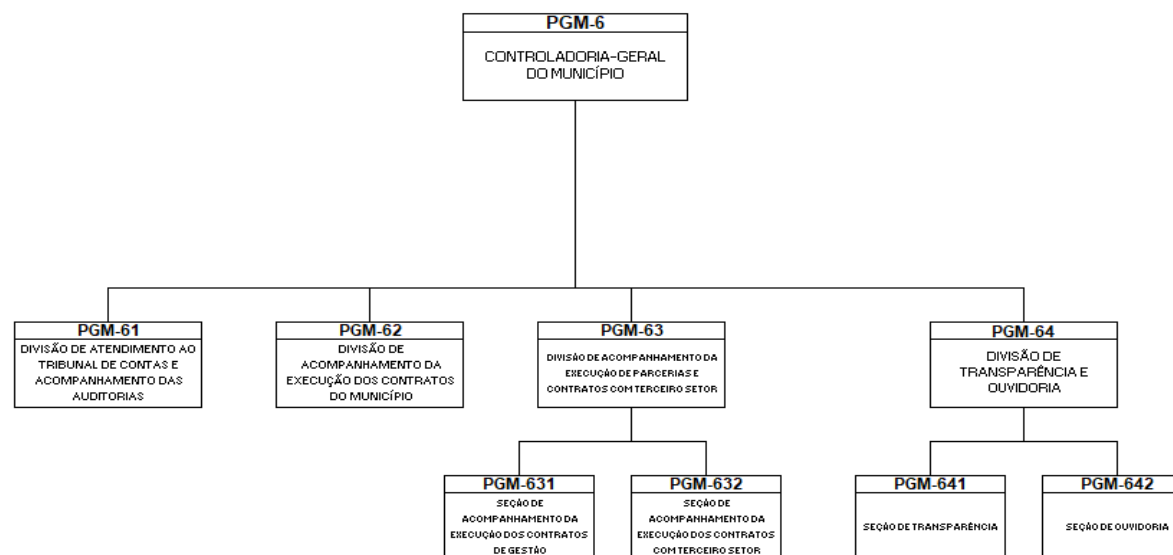 PGM-6
CONTROLADORIA-GERAL
DO MUNICÍPIO
PGM-61
DIVISÃO DE ATENDIMENTO AO
TRIBUNAL DE CONTAS E
ACOMPANHAMENTO DAS
AUDITORIAS
PGM-62
DIVISÃO DE
ACOMPANHAMENTO DA
EXECUÇÃO DOS CONTRATOS
DO MUNICÍPIO
PGM-63
DIVISÃO DE ACOMPANHAMENTO DA
EXECUÇÃO DE PARCERIAS E
CONTRATOS COM TERCEIRO SETOR
PGM-64
DIVISÃO DE
TRANSPARÊNCIA E
OUVIDORIA
PGM-631
SEÇÃO DE
ACOMPANHAMENTO DA
EXECUÇÃO DOS CONTRATOS
DE GESTÃO
PGM-632
SEÇÃO DE
ACOMPANHAMENTO DA
EXECUÇÃO DOS CONTRATOS
COM TERCEIRO SETOR
PGM-641
SEÇÃO DE TRANSPARÊNCIA
PGM-642
SEÇÃO DE OUVIDORIA